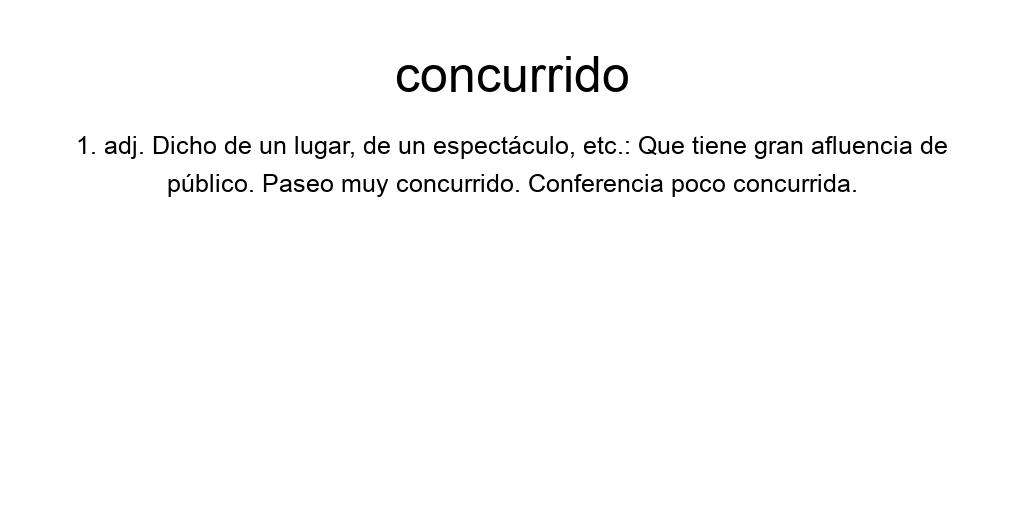 concurrido
1. adj. Dicho de un lugar, de un espectáculo, etc.: Que tiene gran afluencia de
público. Paseo muy concurrido. Conferencia poco concurrida.